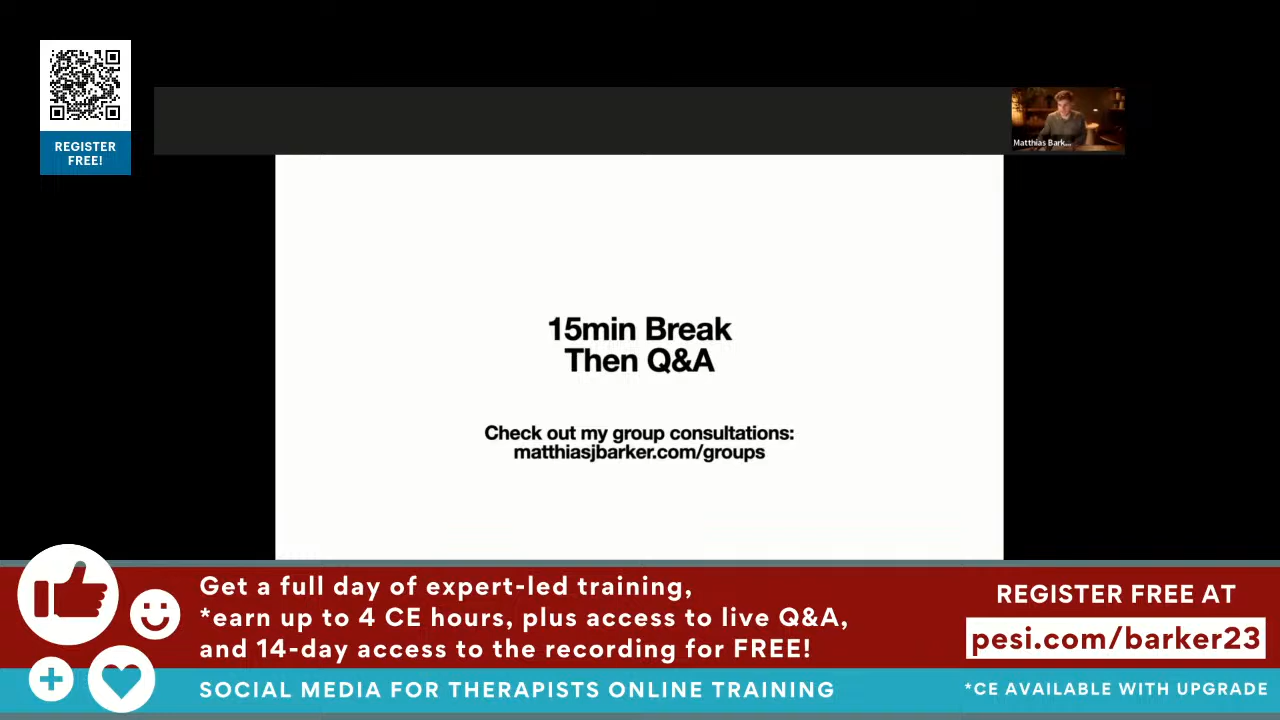 REGISTER
FREE!
Matthias Bark...
15min Break
Then Q&A
Check out my group consultations:
matthiasjbarker.com/groups
Get a full day of expert-led training,
*earn up to 4 CE hours, plus access to live Q&A,
and 14-day access to the recording for FREE!
SOCIAL MEDIA FOR THERAPISTS ONLINE TRAINING
REGISTER FREE AT
pesi.com/barker23
*CE AVAILABLE WITH UPGRADE